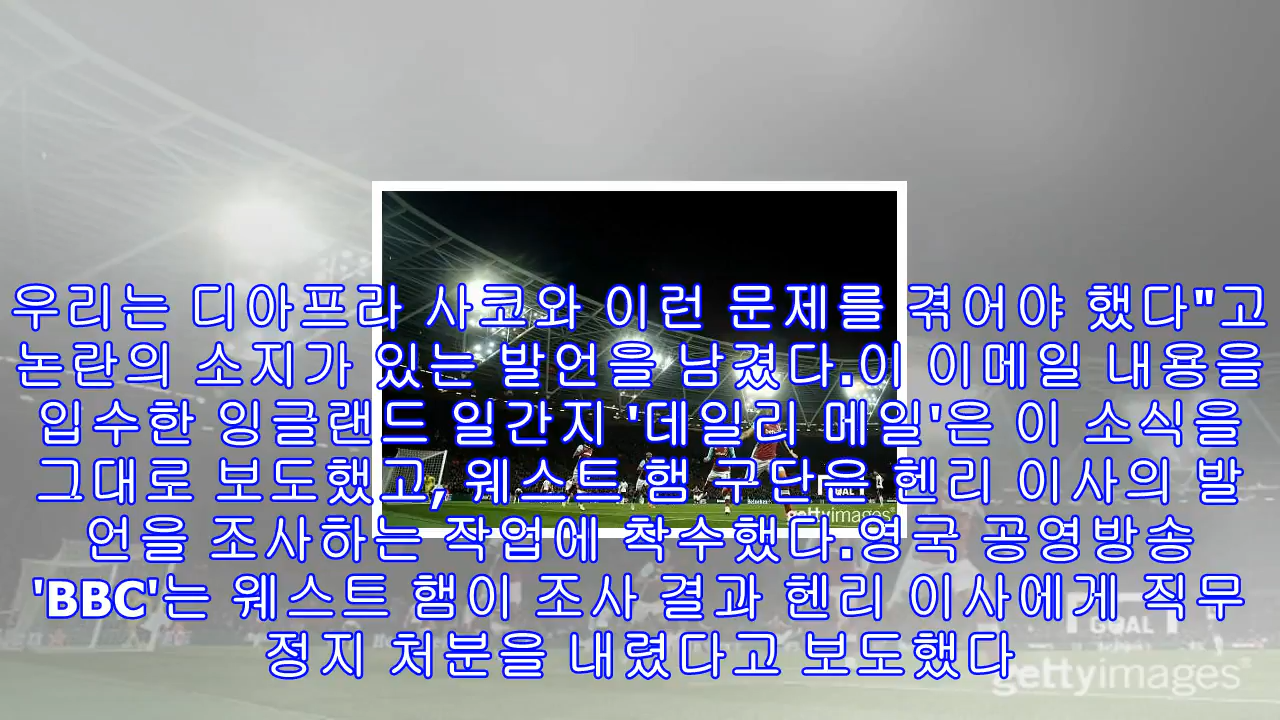 우리는 디아프라 사코와 이런 문제를 겪어야 했다"고
논란의 소지가 있는 발언을 남겼다.이 이메일 내용을
입수한 잉글랜드 일간지 '데일리 메일'은 이 소식을
그대로 보도했고, 웨스트 햄 구단은 헨리 이사의 발
언을 조사하는 작업에 착수했다.영국 공영방송
'BBC'는 웨스트 햄이 조사 결과 헨리 이사에게 직무
정지 처분을 내렸다고 보도했다
GOAL
gettyimages®
GOAL
gettyimages®